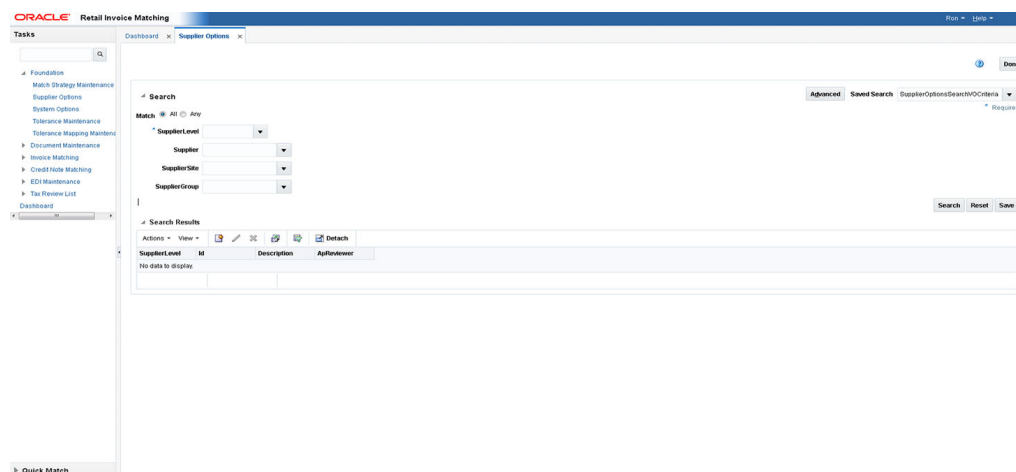 ORACLE® Retail Invoice Matching
Ron Help
Tasks
Dashboard × Supplier Options ×
Don
Foundation
Match Strategy Maintenance
Supplier Options
System Options
Tolerance Maintenance
Tolerance Mapping Maintena
Document Maintenance
Invoice Matching
Credit Note Matching
EDI Maintenance
Tax Review List
Dashboard
Search
Advanced Saved Search SupplierOptionsSearchVOCriteria
* Require
Match All Any
* SupplierLevel
Supplier
SupplierSite
SupplierGroup
Search Reset Save
Search Results
Actions View Detach
SupplierLevel Id Description ApReviewer
No data to display.
Quick Match